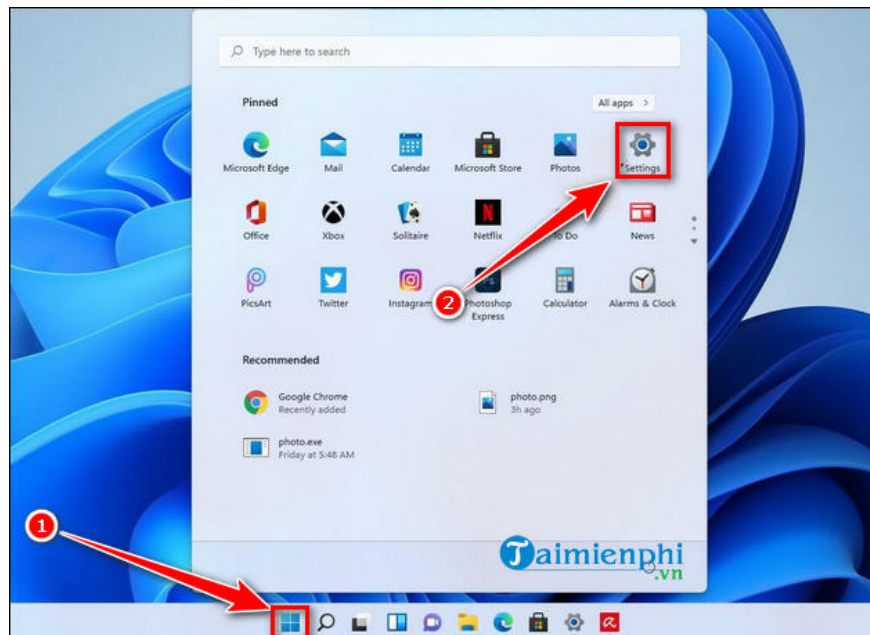 Type here to search
Pinned
All apps >
Microsoft Edge
Mail
Calendar
Microsoft Store
Photos
Settings
Office
Xbox
Solitaire
Netflix
To Do
News
PicsArt
Twitter
Instagram
Photoshop
Express
Calculator
Alarms & Clock
2
Recommended
Google Chrome
Recently added
photo.png
3h ago
photo.exe
Friday at 5:48 AM
1
Taimienphi
.vn